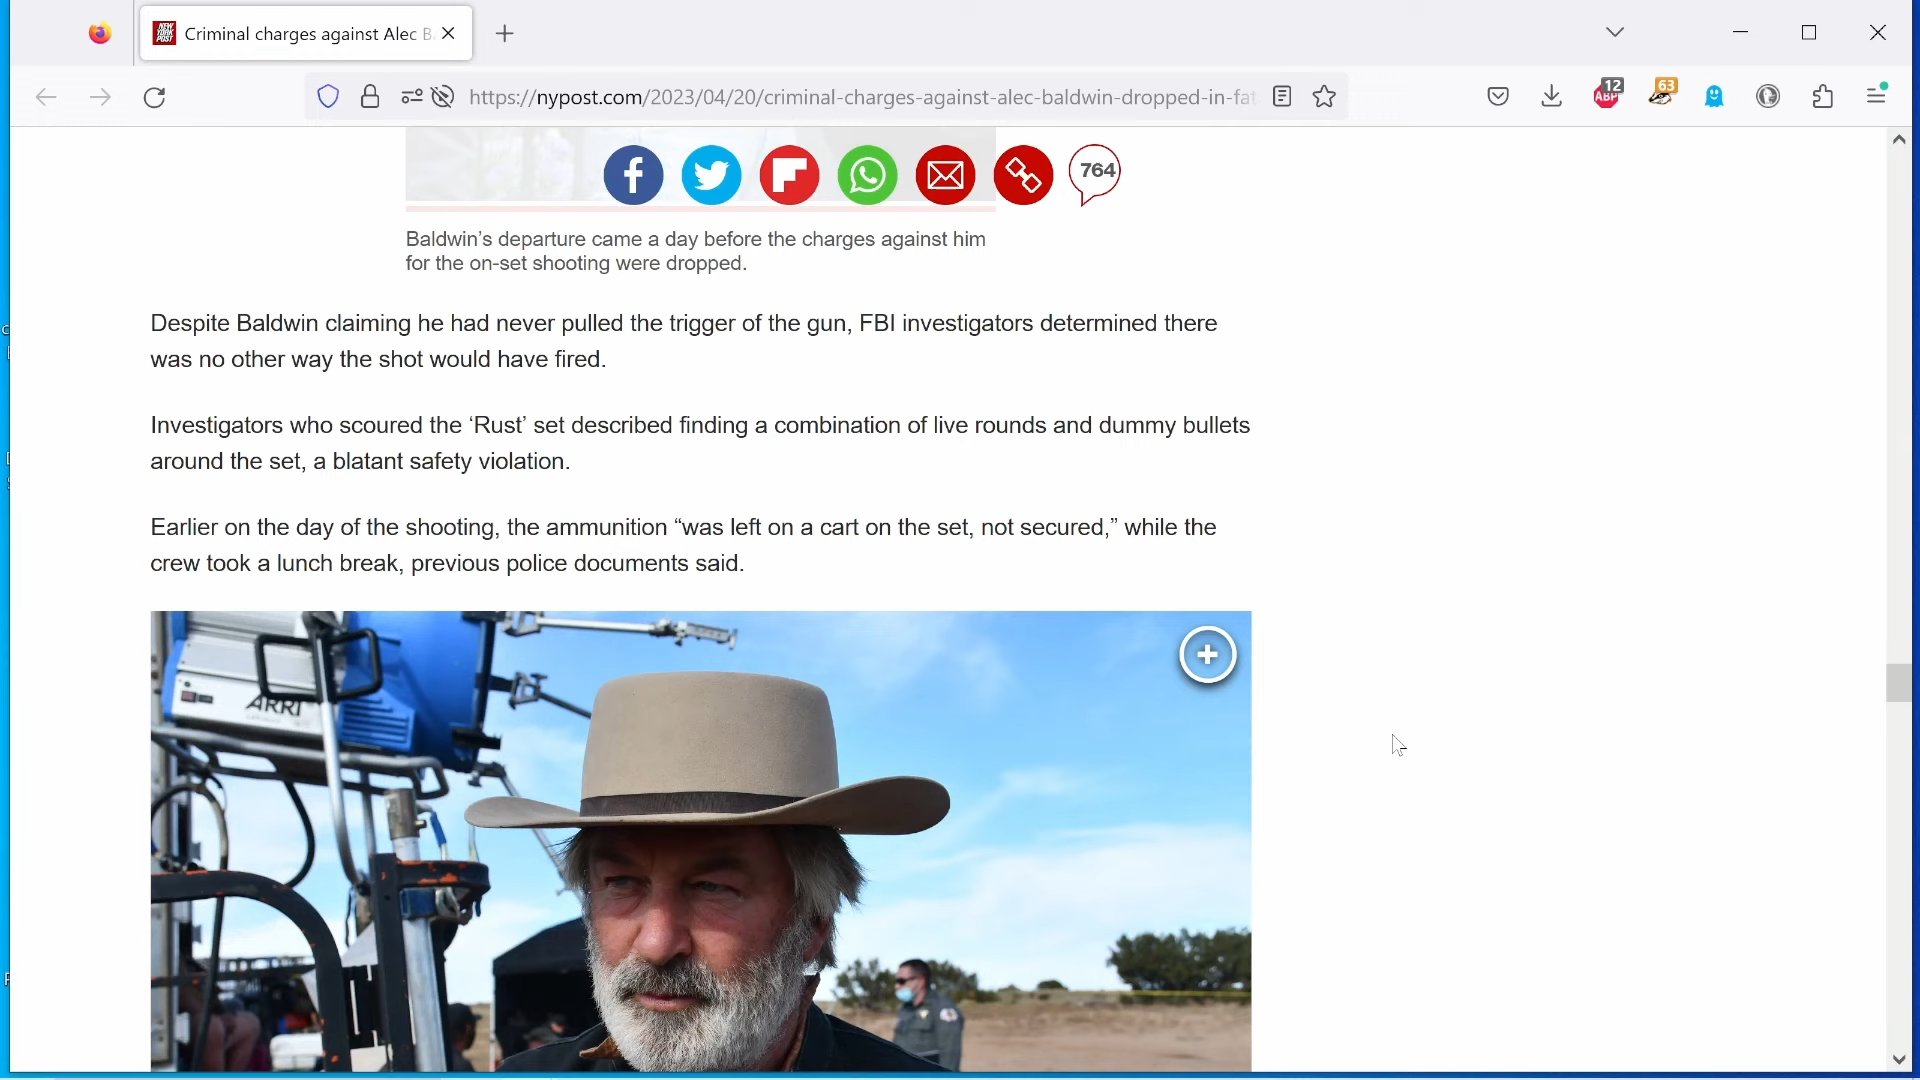 NEW YORK POST
Criminal charges against Alec B
https://nypost.com/2023/04/20/criminal-charges-against-alec-baldwin-dropped-in-fat
ABP
12
63
764
Baldwin’s departure came a day before the charges against him
for the on-set shooting were dropped.
Despite Baldwin claiming he had never pulled the trigger of the gun, FBI investigators determined there
was no other way the shot would have fired.
Investigators who scoured the ‘Rust’ set described finding a combination of live rounds and dummy bullets
around the set, a blatant safety violation.
Earlier on the day of the shooting, the ammunition “was left on a cart on the set, not secured,” while the
crew took a lunch break, previous police documents said.
ARRI